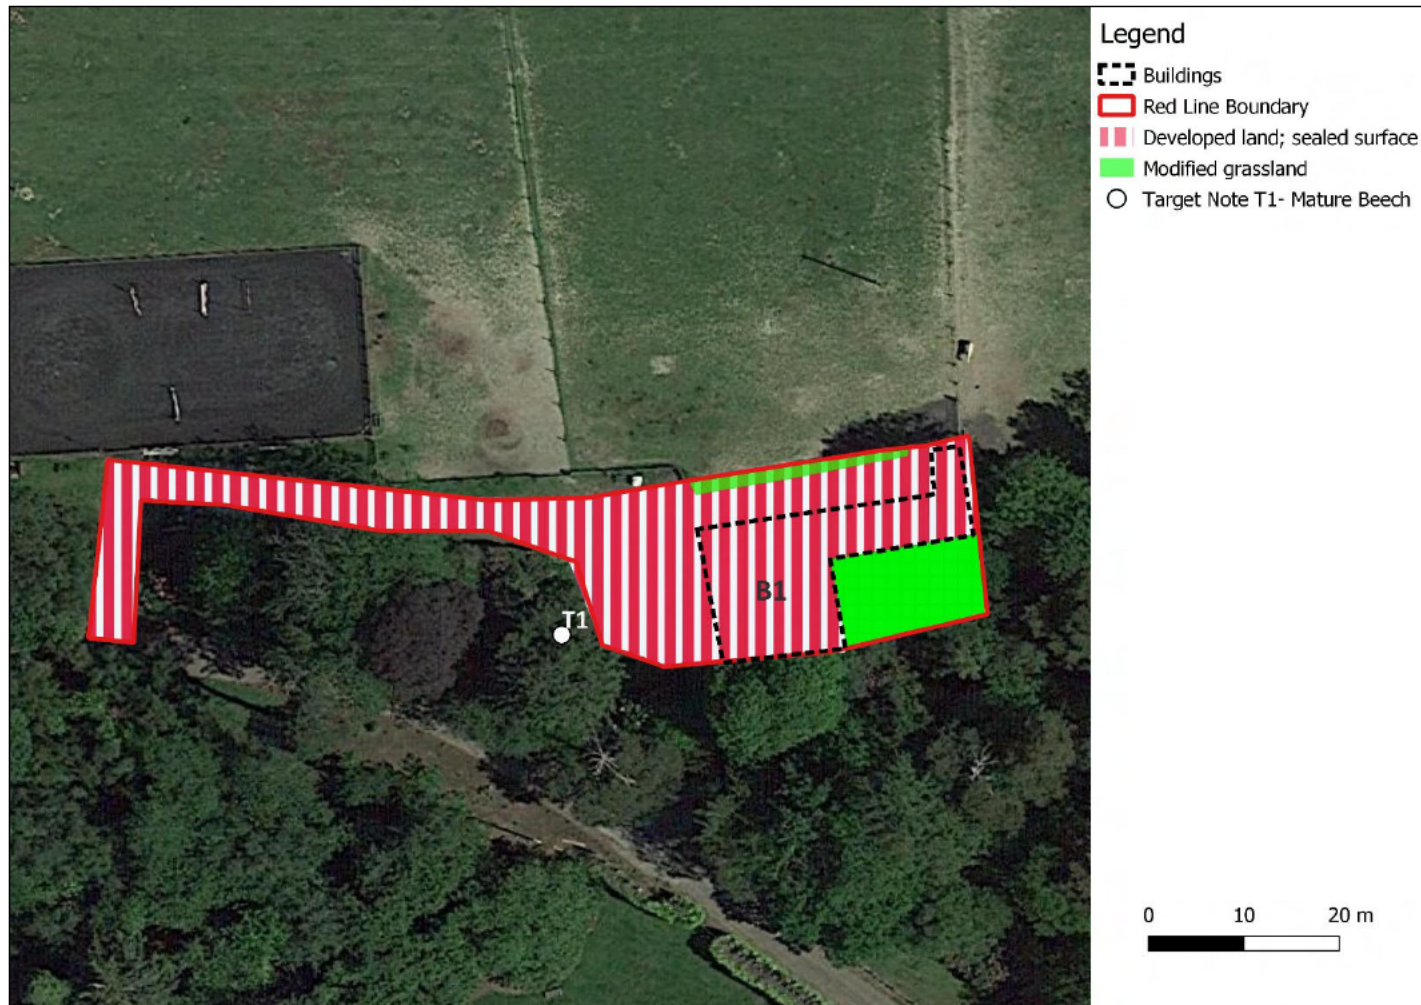 Legend
Buildings
Red Line Boundary
Developed land; sealed surface
Modified grassland
Target Note T1- Mature Beech
B1
T1
0 10 20 m